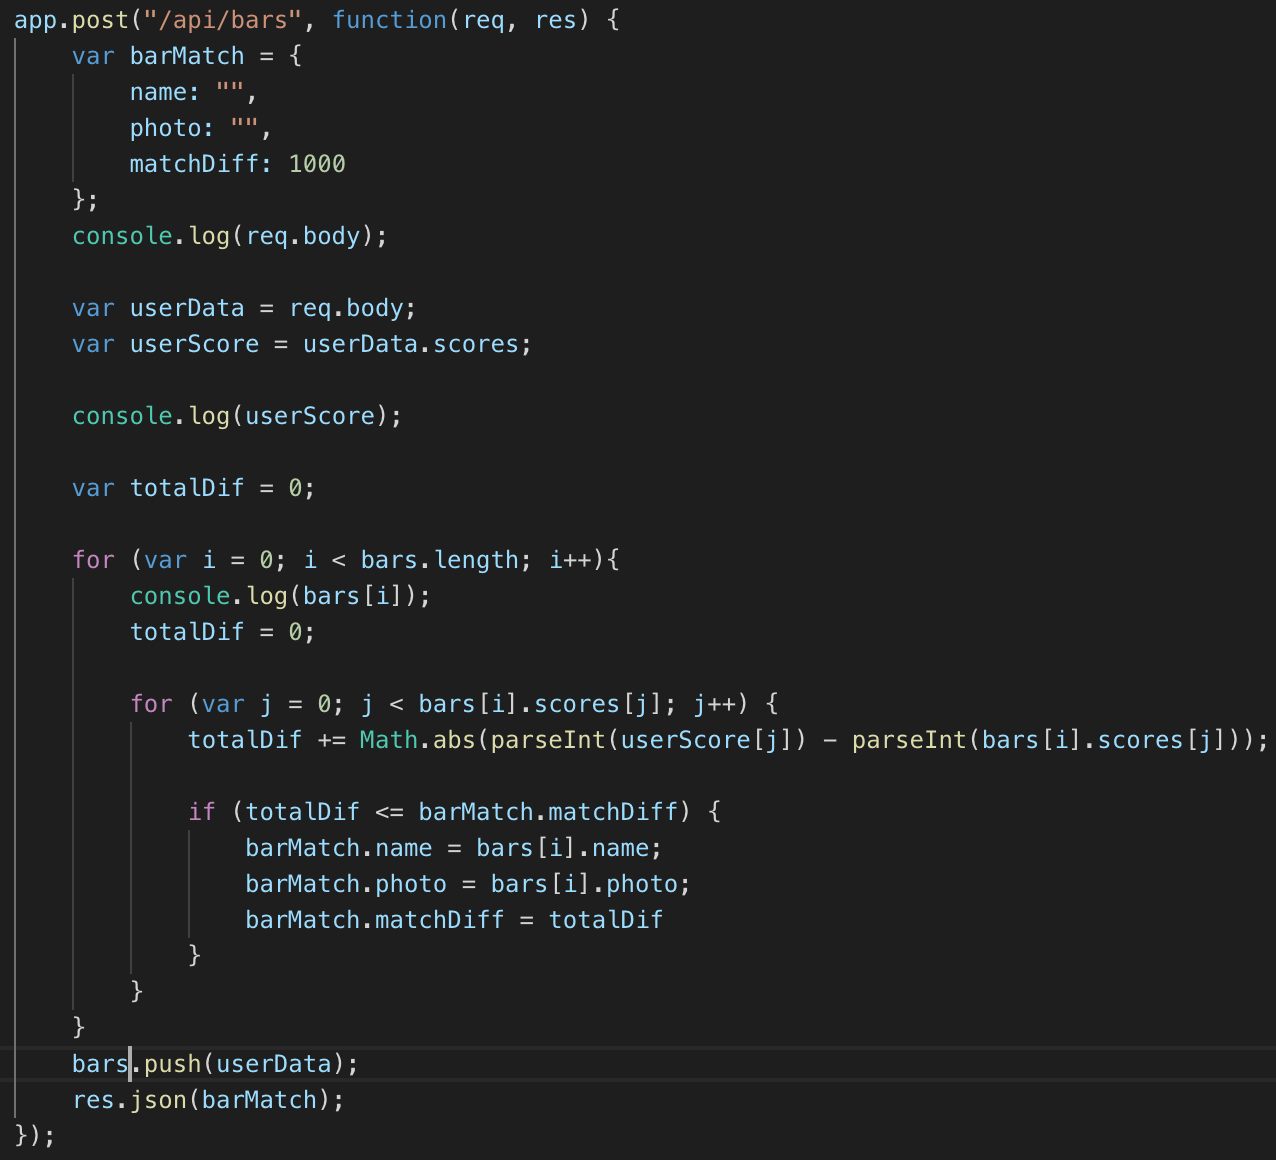 app.post("/api/bars", function(req, res) {
    var barMatch = {
        name: "",
        photo: "",
        matchDiff: 1000
    };
    console.log(req.body);

    var userData = req.body;
    var userScore = userData.scores;

    console.log(userScore);

    var totalDif = 0;

    for (var i = 0; i < bars.length; i++){
        console.log(bars[i]);
        totalDif = 0;

        for (var j = 0; j < bars[i].scores[j]; j++) {
            totalDif += Math.abs(parseInt(userScore[j]) - parseInt(bars[i].scores[j]));

            if (totalDif <= barMatch.matchDiff) {
                barMatch.name = bars[i].name;
                barMatch.photo = bars[i].photo;
                barMatch.matchDiff = totalDif
            }
        }
    }
    bars.push(userData);
    res.json(barMatch);
});